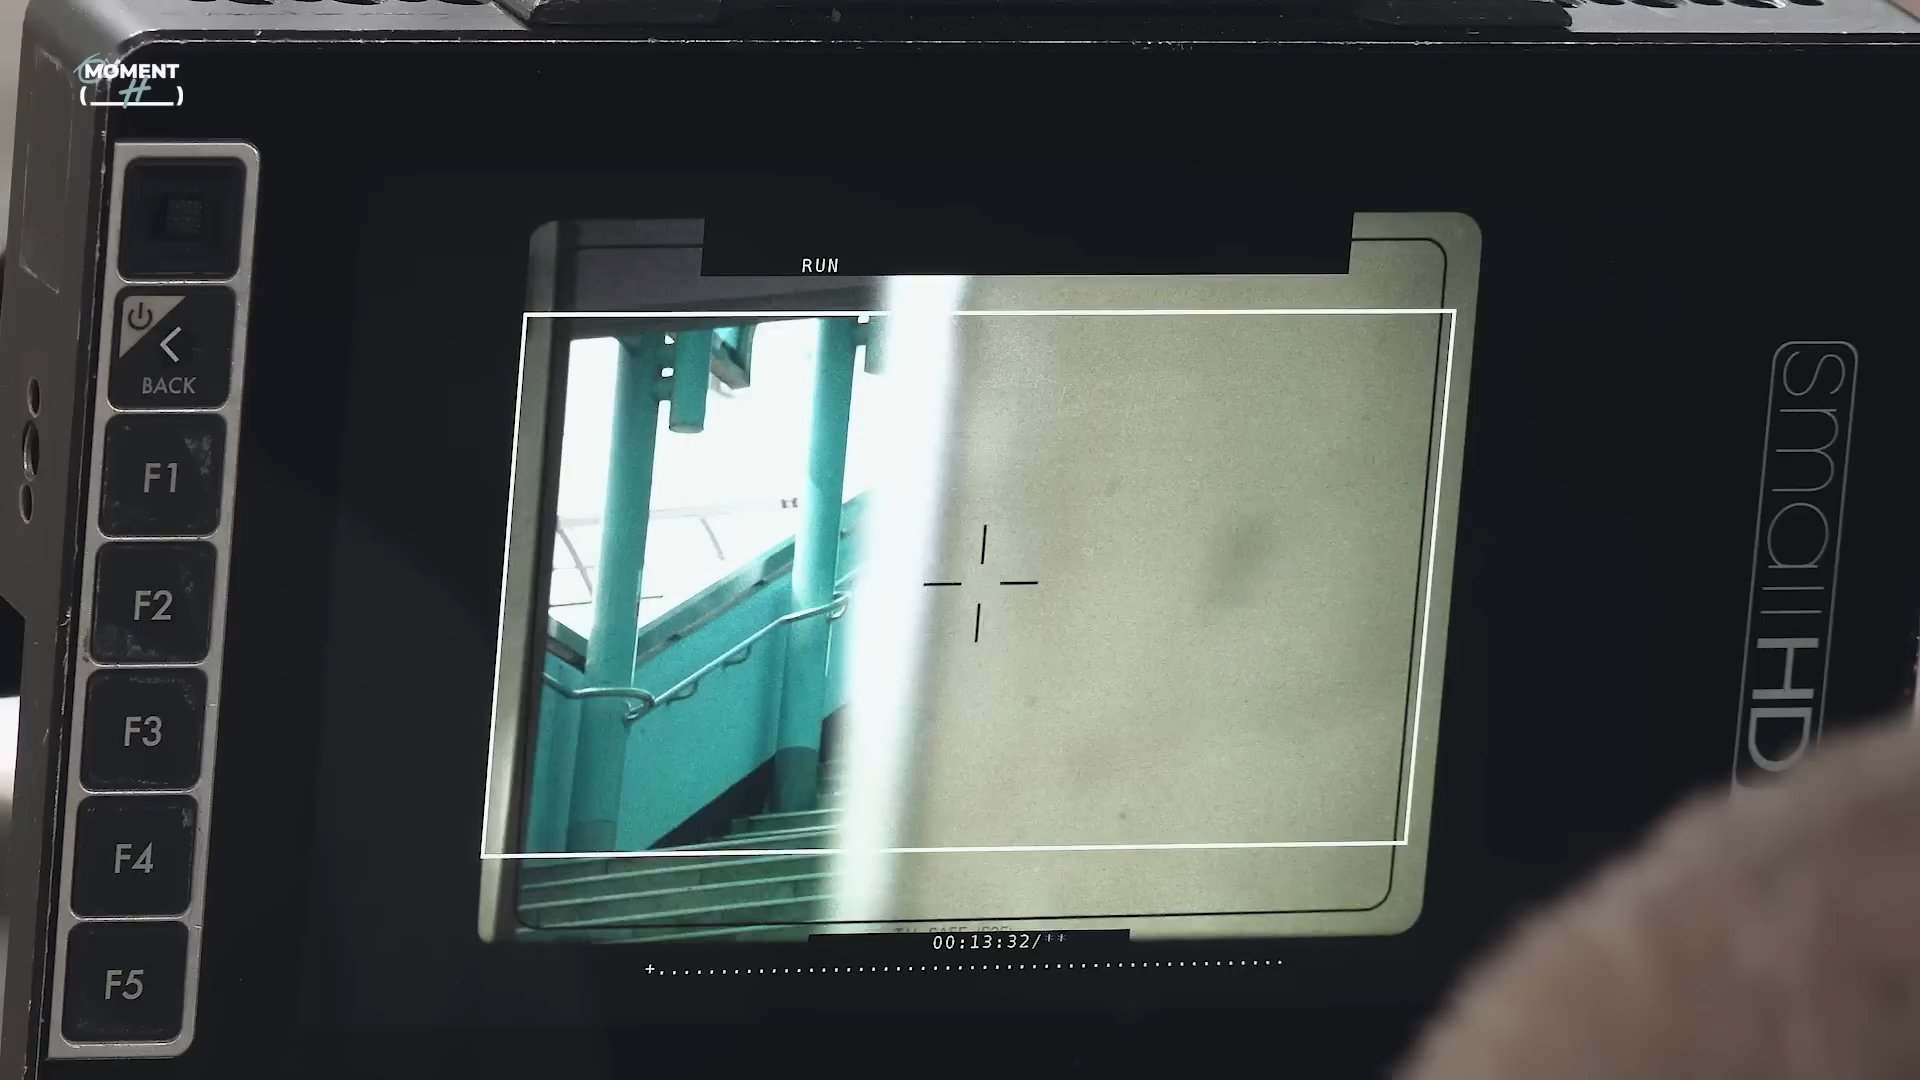 MOMENT
( # )
RUN
BACK
F1
F2
F3
F4
F5
smallHD
00:13:32/**